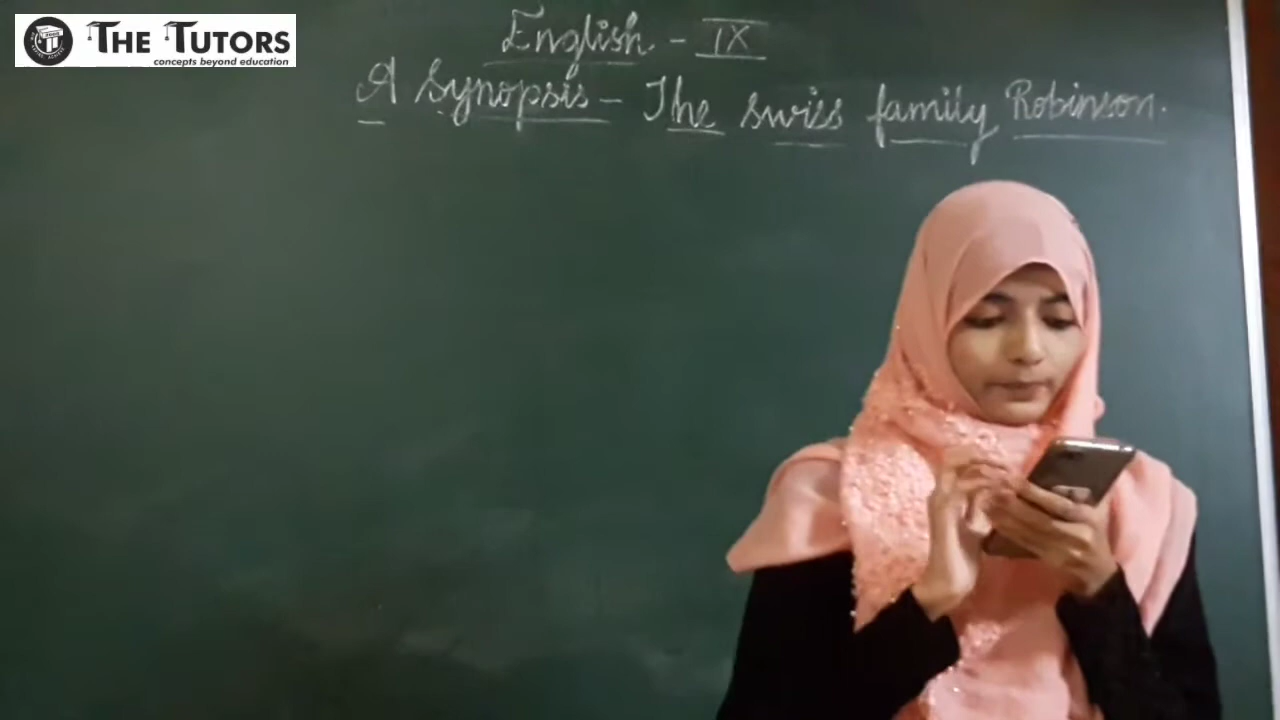 THE TUTORS
concepts beyond education
English - IX
A Synopsis - The swiss family Robinson.